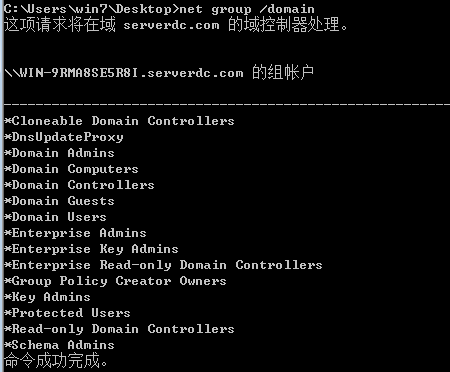 C:\Users\win7\Desktop>net group /domain
这项请求将在域 serverdc.com 的域控制器处理。
\\WIN-9RMA8SE5R8I.serverdc.com 的组帐户
-------------------------------------------------------------------------------
*Cloneable Domain Controllers
*DnsUpdateProxy
*Domain Admins
*Domain Computers
*Domain Controllers
*Domain Guests
*Domain Users
*Enterprise Admins
*Enterprise Key Admins
*Enterprise Read-only Domain Controllers
*Group Policy Creator Owners
*Key Admins
*Protected Users
*Read-only Domain Controllers
*Schema Admins
命令成功完成。